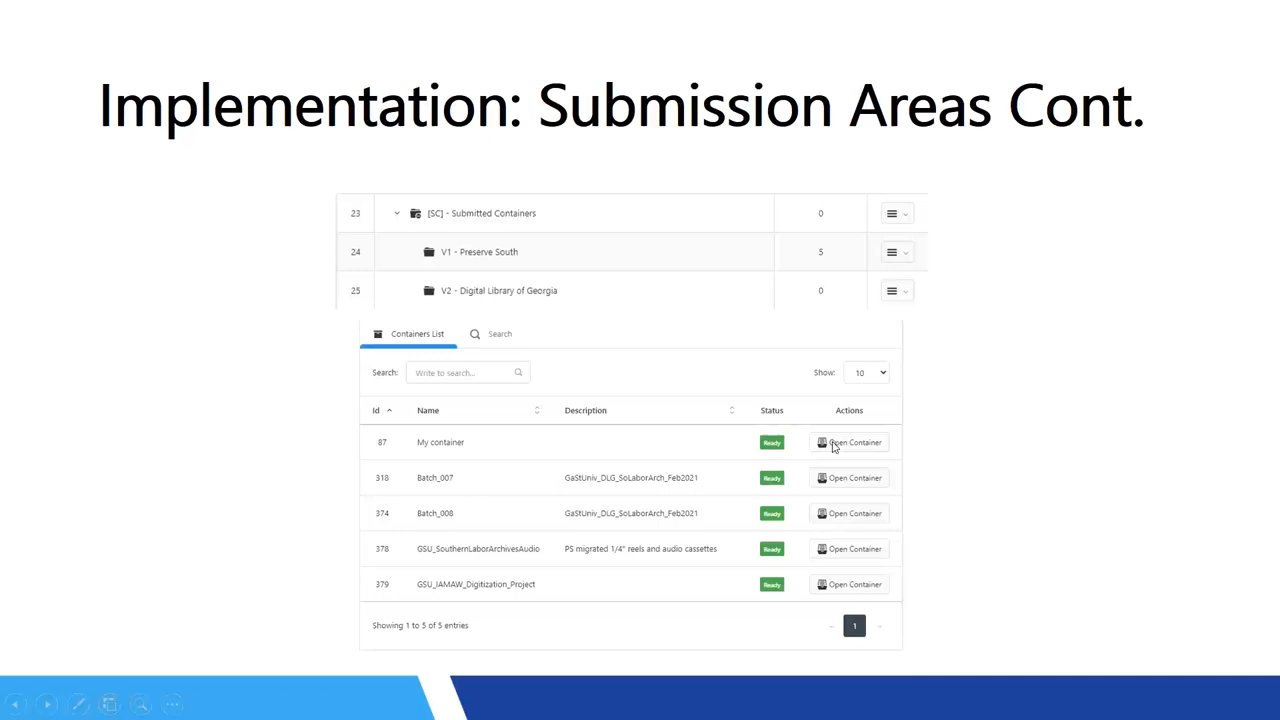 Implementation: Submission Areas Cont.
23 [SC] - Submitted Containers 0
24 V1 - Preserve South 5
25 V2 - Digital Library of Georgia 0
Containers List Search
Search: Write to search... Show: 10
Id Name Description Status Actions
87 My container Ready Open Container
318 Batch_007 GaStUniv_DLG_SoLaborArch_Feb2021 Ready Open Container
374 Batch_008 GaStUniv_DLG_SoLaborArch_Feb2021 Ready Open Container
378 GSU_SouthernLaborArchivesAudio PS migrated 1/4" reels and audio cassettes Ready Open Container
379 GSU_IAMAW_Digitization_Project Ready Open Container
Showing 1 to 5 of 5 entries 1